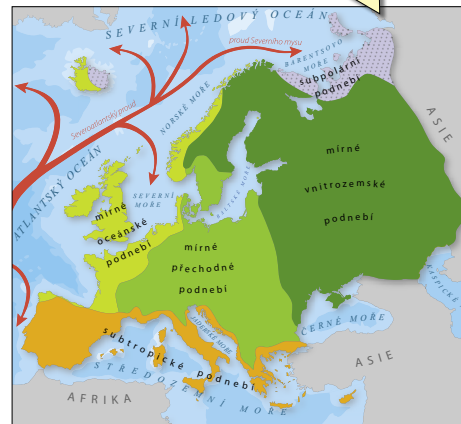 SEVERNÍ LEDOVÝ OCEÁN
proud Severního mysu
BARENTSOVO
MOŘE
subpolární
podnebí
ASIE
Severoatlantský proud
NORSKÉ MOŘE
ATLANTSKÝ OCEÁN
mírné
vnitrozemské
podnebí
SEVERNÍ
MOŘE
BALTSKÉ MOŘE
mírné
oceánské
podnebí
mírné
přechodné
podnebí
KASPICKÉ
JADERSKÉ MOŘE
ČERNÉ MOŘE
subtropické podnebí
ASIE
STŘEDOZEMNÍ MOŘE
AFRIKA